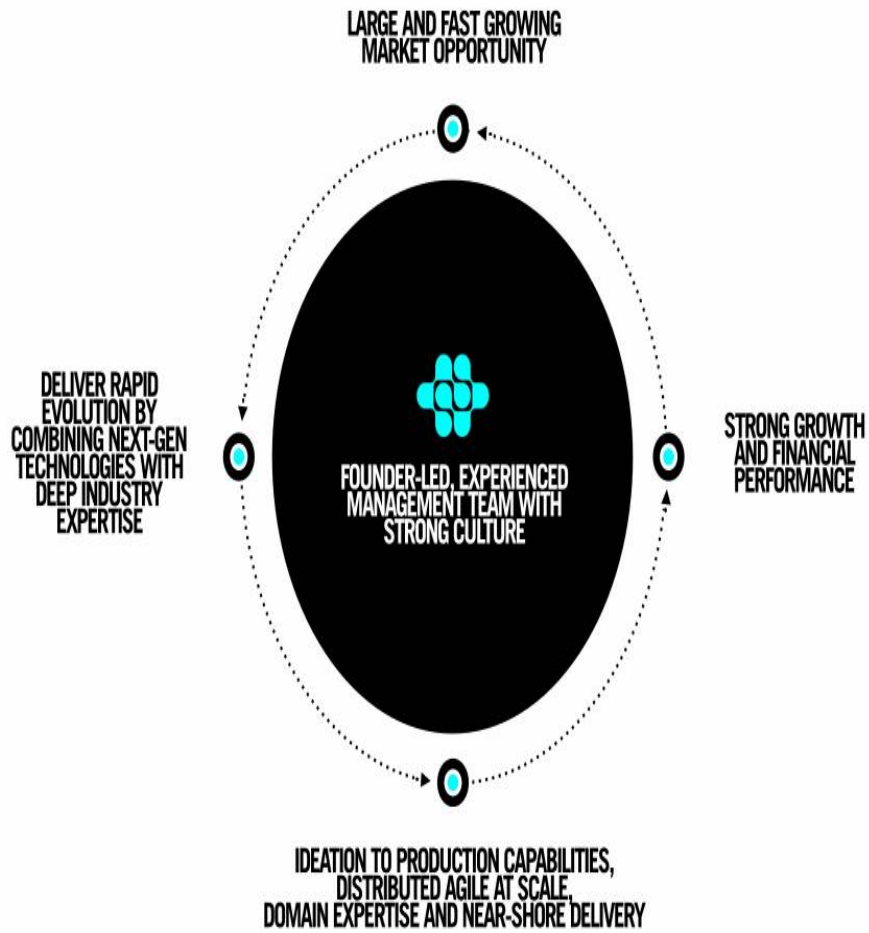 LARGE AND FAST GROWING
MARKET OPPORTUNITY
DELIVER RAPID
EVOLUTION BY
COMBINING NEXT-GEN
TECHNOLOGIES WITH
DEEP INDUSTRY
EXPERTISE
FOUNDER-LED, EXPERIENCED
MANAGEMENT TEAM WITH
STRONG CULTURE
STRONG GROWTH
AND FINANCIAL
PERFORMANCE
IDEATION TO PRODUCTION CAPABILITIES,
DISTRIBUTED AGILE AT SCALE,
DOMAIN EXPERTISE AND NEAR-SHORE DELIVERY